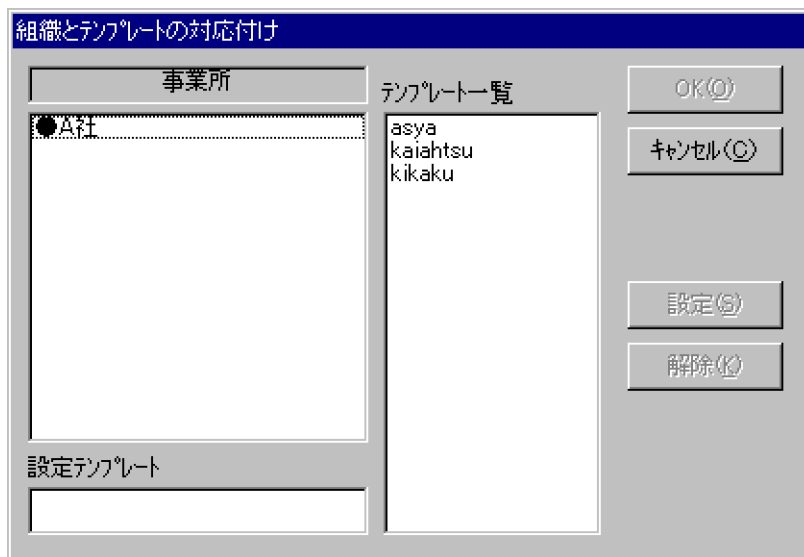 組織とﾃﾝﾌﾟﾚｰﾄの対応付け
事業所
●A社
設定ﾃﾝﾌﾟﾚｰﾄ
ﾃﾝﾌﾟﾚｰﾄ一覧
asya
kaiahtsu
kikaku
OK(O)
ｷｬﾝｾﾙ(C)
設定(S)
解除(K)